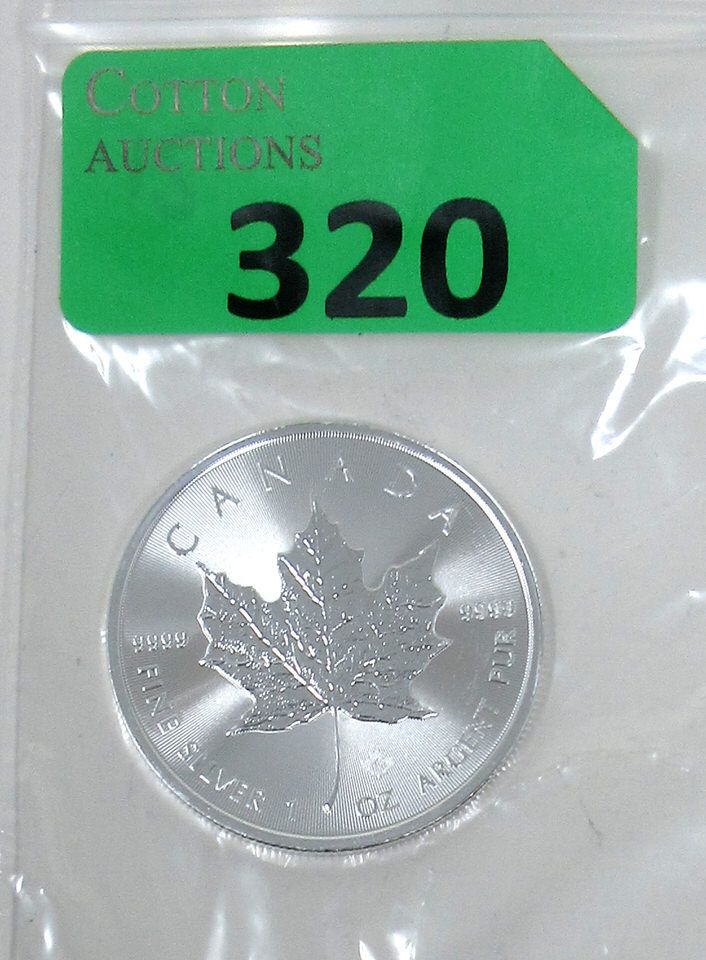 COTTON
AUCTIONS
320
CANADA
9999
9999
FINE SILVER 1 OZ ARGENT PUR